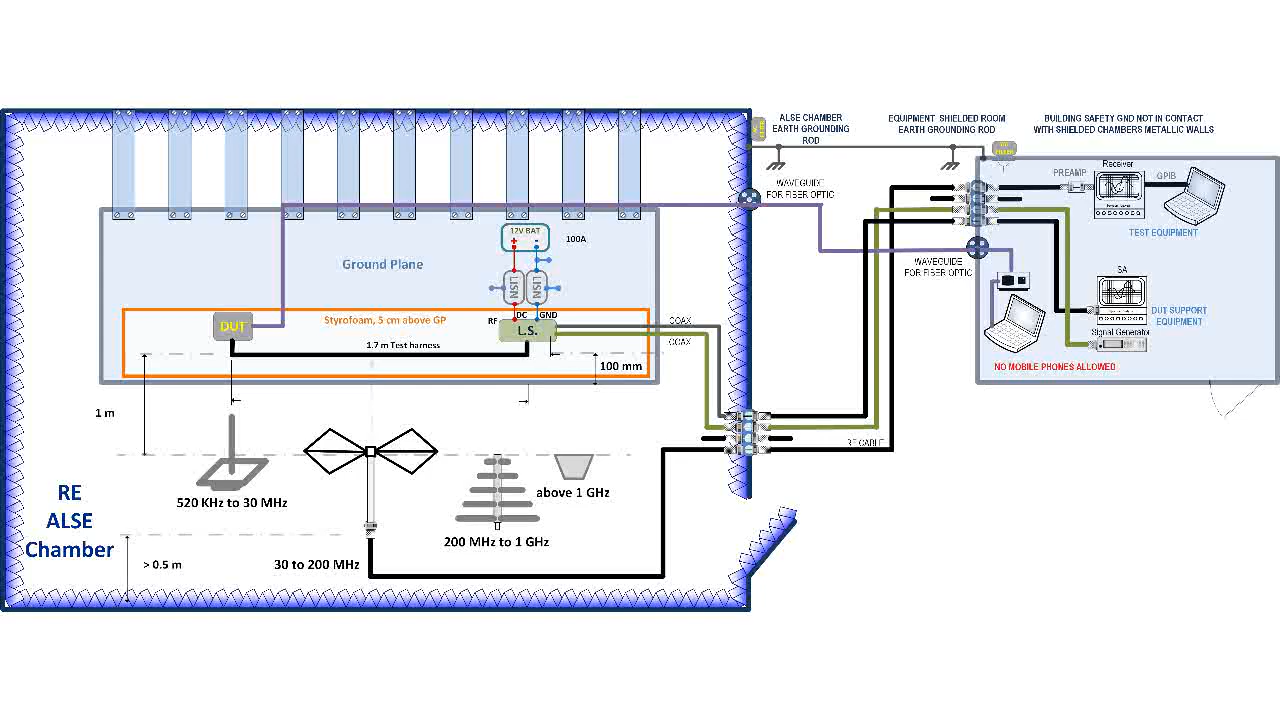 ALSE CHAMBER
EARTH GROUNDING
ROD
EQUIPMENT SHIELDED ROOM
EARTH GROUNDING ROD
BUILDING SAFETY GND NOT IN CONTACT
WITH SHIELDED CHAMBERS METALLIC WALLS
Receiver
PREAMP
GPIB
TEST EQUIPMENT
WAVEGUIDE
FOR FIBER OPTIC
WAVEGUIDE
FOR FIBER OPTIC
12V BAT
+ -
100A
Ground Plane
LISN
LISN
SA
DUT SUPPORT
EQUIPMENT
Signal Generator
NO MOBILE PHONES ALLOWED
DUT
Styrofoam, 5 cm above GP
RF
DC
GND
L.S.
COAX
COAX
1.7 m Test harness
100 mm
1 m
RF CABLE
520 KHz to 30 MHz
above 1 GHz
200 MHz to 1 GHz
30 to 200 MHz
RE
ALSE
Chamber
> 0.5 m